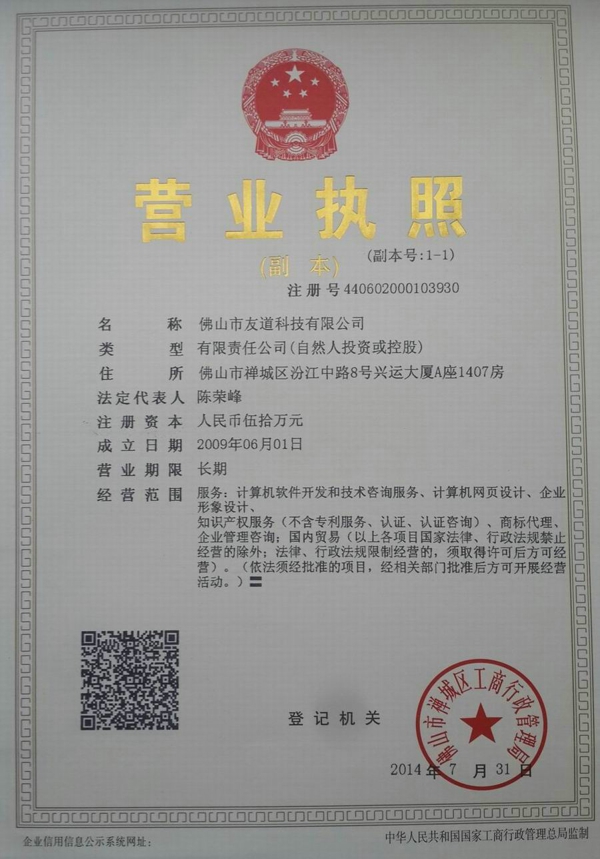 营业执照
(副 本)
(副本号:1-1)
注册号440602000103930
名称 佛山市友道科技有限公司
类型 有限责任公司(自然人投资或控股)
住所 佛山市禅城区汾江中路8号兴运大厦A座1407房
法定代表人 陈荣峰
注册资本 人民币伍拾万元
成立日期 2009年06月01日
营业期限 长期
经营范围 服务：计算机软件开发和技术咨询服务、计算机网页设计、企业
形象设计、
知识产权服务（不含专利服务、认证、认证咨询）、商标代理、
企业管理咨询；国内贸易（以上各项目国家法律、行政法规禁止
经营的除外；法律、行政法规限制经营的，须取得许可后方可经
营）。（依法须经批准的项目，经相关部门批准后方可开展经营
活动。）〓
登记机关
佛山市禅城区工商行政管理局
2014年7月31日
企业信用信息公示系统网址：
中华人民共和国国家工商行政管理总局监制